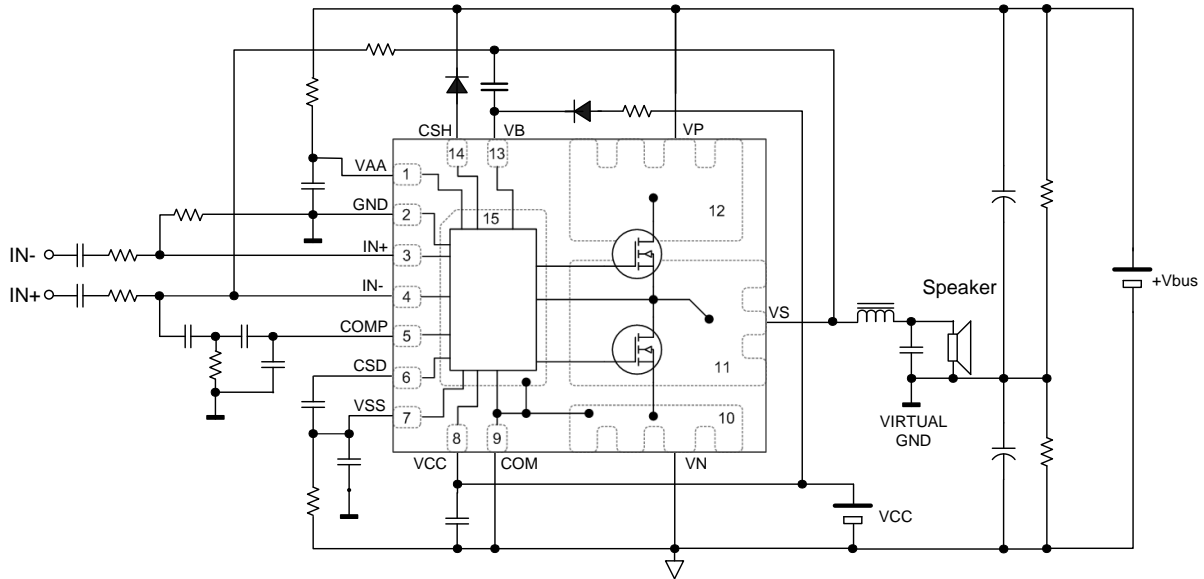 CSH
VB
VP
14
13
VAA
1
12
GND
2
15
IN-
IN+
3
IN+
IN-
4
Speaker
+Vbus
VS
COMP
5
CSD
6
11
VSS
7
10
VIRTUAL
GND
8
9
VCC
COM
VN
VCC